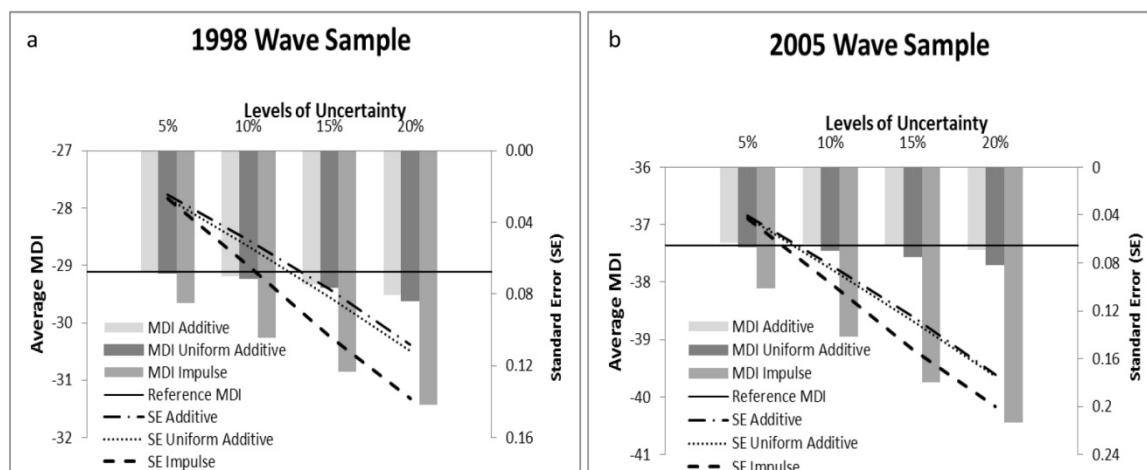 a
1998 Wave Sample
Levels of Uncertainty
5% 10% 15% 20%
-27
-28
-29
-30
-31
-32
Average MDI
0.00
0.04
0.08
0.12
0.16
Standard Error (SE)
MDI Additive
MDI Uniform Additive
MDI Impulse
Reference MDI
SE Additive
SE Uniform Additive
SE Impulse
b
2005 Wave Sample
Levels of Uncertainty
5% 10% 15% 20%
-36
-37
-38
-39
-40
-41
Average MDI
0
0.04
0.08
0.12
0.16
0.2
0.24
Standard Error (SE)
MDI Additive
MDI Uniform Additive
MDI Impulse
Reference MDI
SE Additive
SE Uniform Additive
SE Impulse